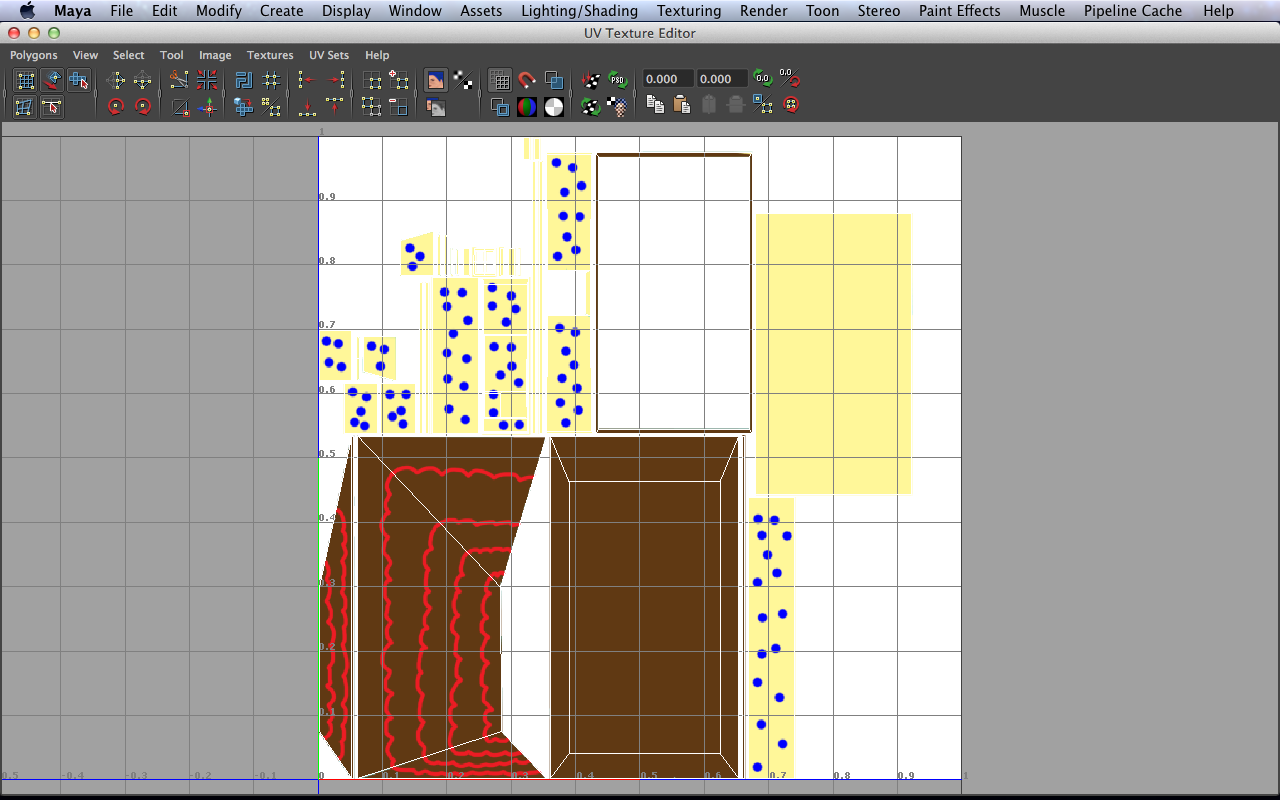 Maya File Edit Modify Create Display Window Assets Lighting/Shading Texturing Render Toon Stereo Paint Effects Muscle Pipeline Cache Help
UV Texture Editor
Polygons View Select Tool Image Textures UV Sets Help
0.000 0.000 0.0 0.0
PSD
1
0.9
0.8
0.7
0.6
0.5
0.4
0.3
0.2
0.1
0.5 -0.4 -0.3 -0.2 -0.1 0 0.1 0.2 0.3 0.4 0.5 0.6 0.7 0.8 0.9 1